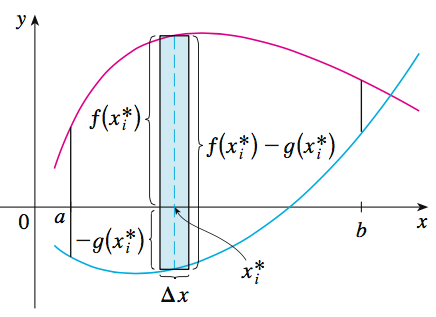 y
f(x_i^*)
f(x_i^*) − g(x_i^*)
0
a
b
x
−g(x_i^*)
x_i^*
Δx